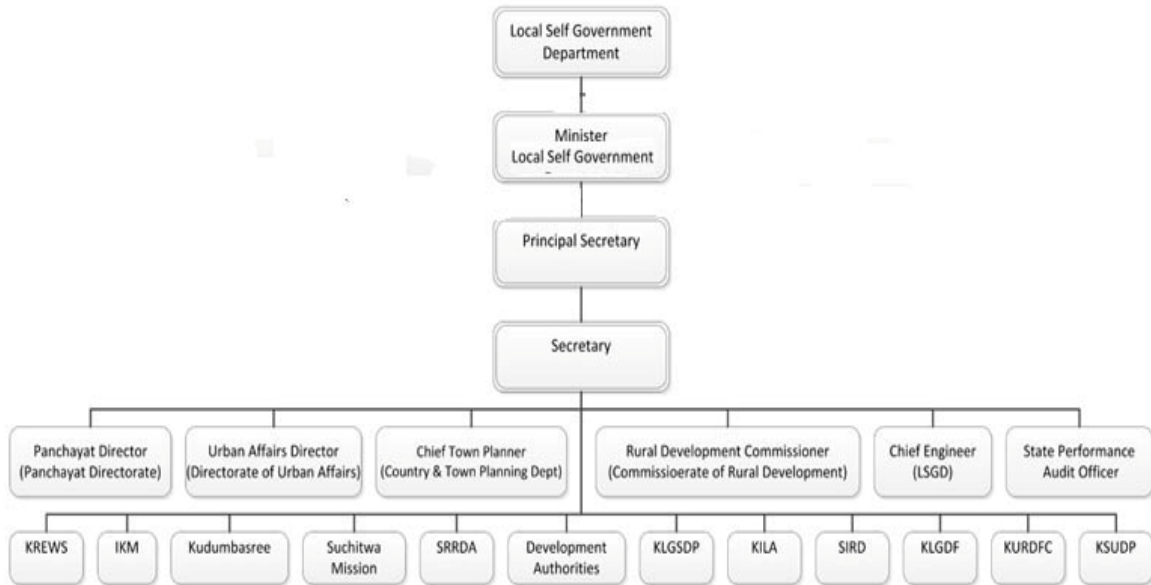 Local Self Government
Department
Minister
Local Self Government
Principal Secretary
Secretary
Panchayat Director
(Panchayat Directorate)
Urban Affairs Director
(Directorate of Urban Affairs)
Chief Town Planner
(Country & Town Planning Dept)
Rural Development Commissioner
(Commissioerate of Rural Development)
Chief Engineer
(LSGD)
State Performance
Audit Officer
KREWS
IKM
Kudumbasree
Suchitwa
Mission
SRRDA
Development
Authorities
KLGSDP
KILA
SIRD
KLGDF
KURDFC
KSUDP